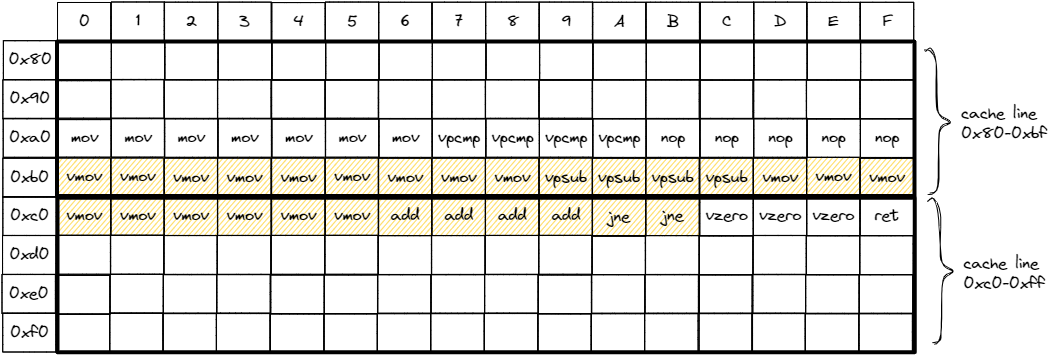 0 1 2 3 4 5 6 7 8 9 A B C D E F
0x80
0x90
0xa0 mov mov mov mov mov mov mov vpcmp vpcmp vpcmp vpcmp nop nop nop nop nop
0xb0 vmov vmov vmov vmov vmov vmov vmov vmov vmov vpsub vpsub vpsub vpsub vmov vmov vmov
0xc0 vmov vmov vmov vmov vmov vmov add add add add jne jne vzero vzero vzero ret
0xd0
0xe0
0xf0
cache line
0x80-0xbf
cache line
0xc0-0xff